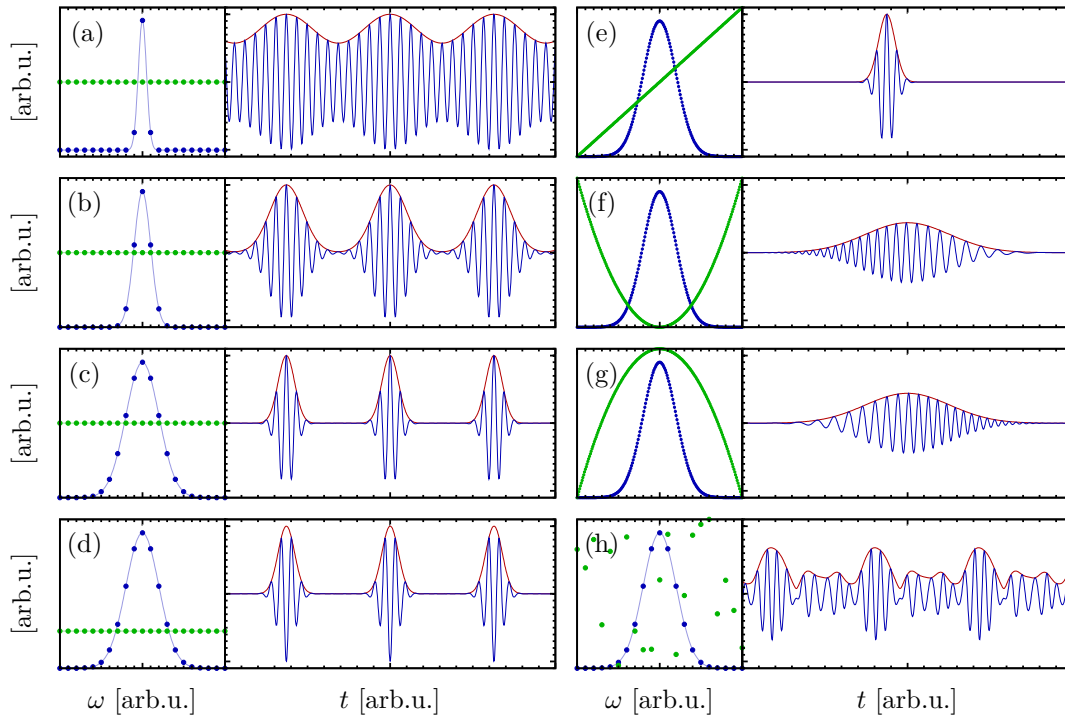 (a)
(e)
[arb.u.]
(b)
(f)
[arb.u.]
(c)
(g)
[arb.u.]
(d)
(h)
[arb.u.]
ω [arb.u.]
t [arb.u.]
ω [arb.u.]
t [arb.u.]